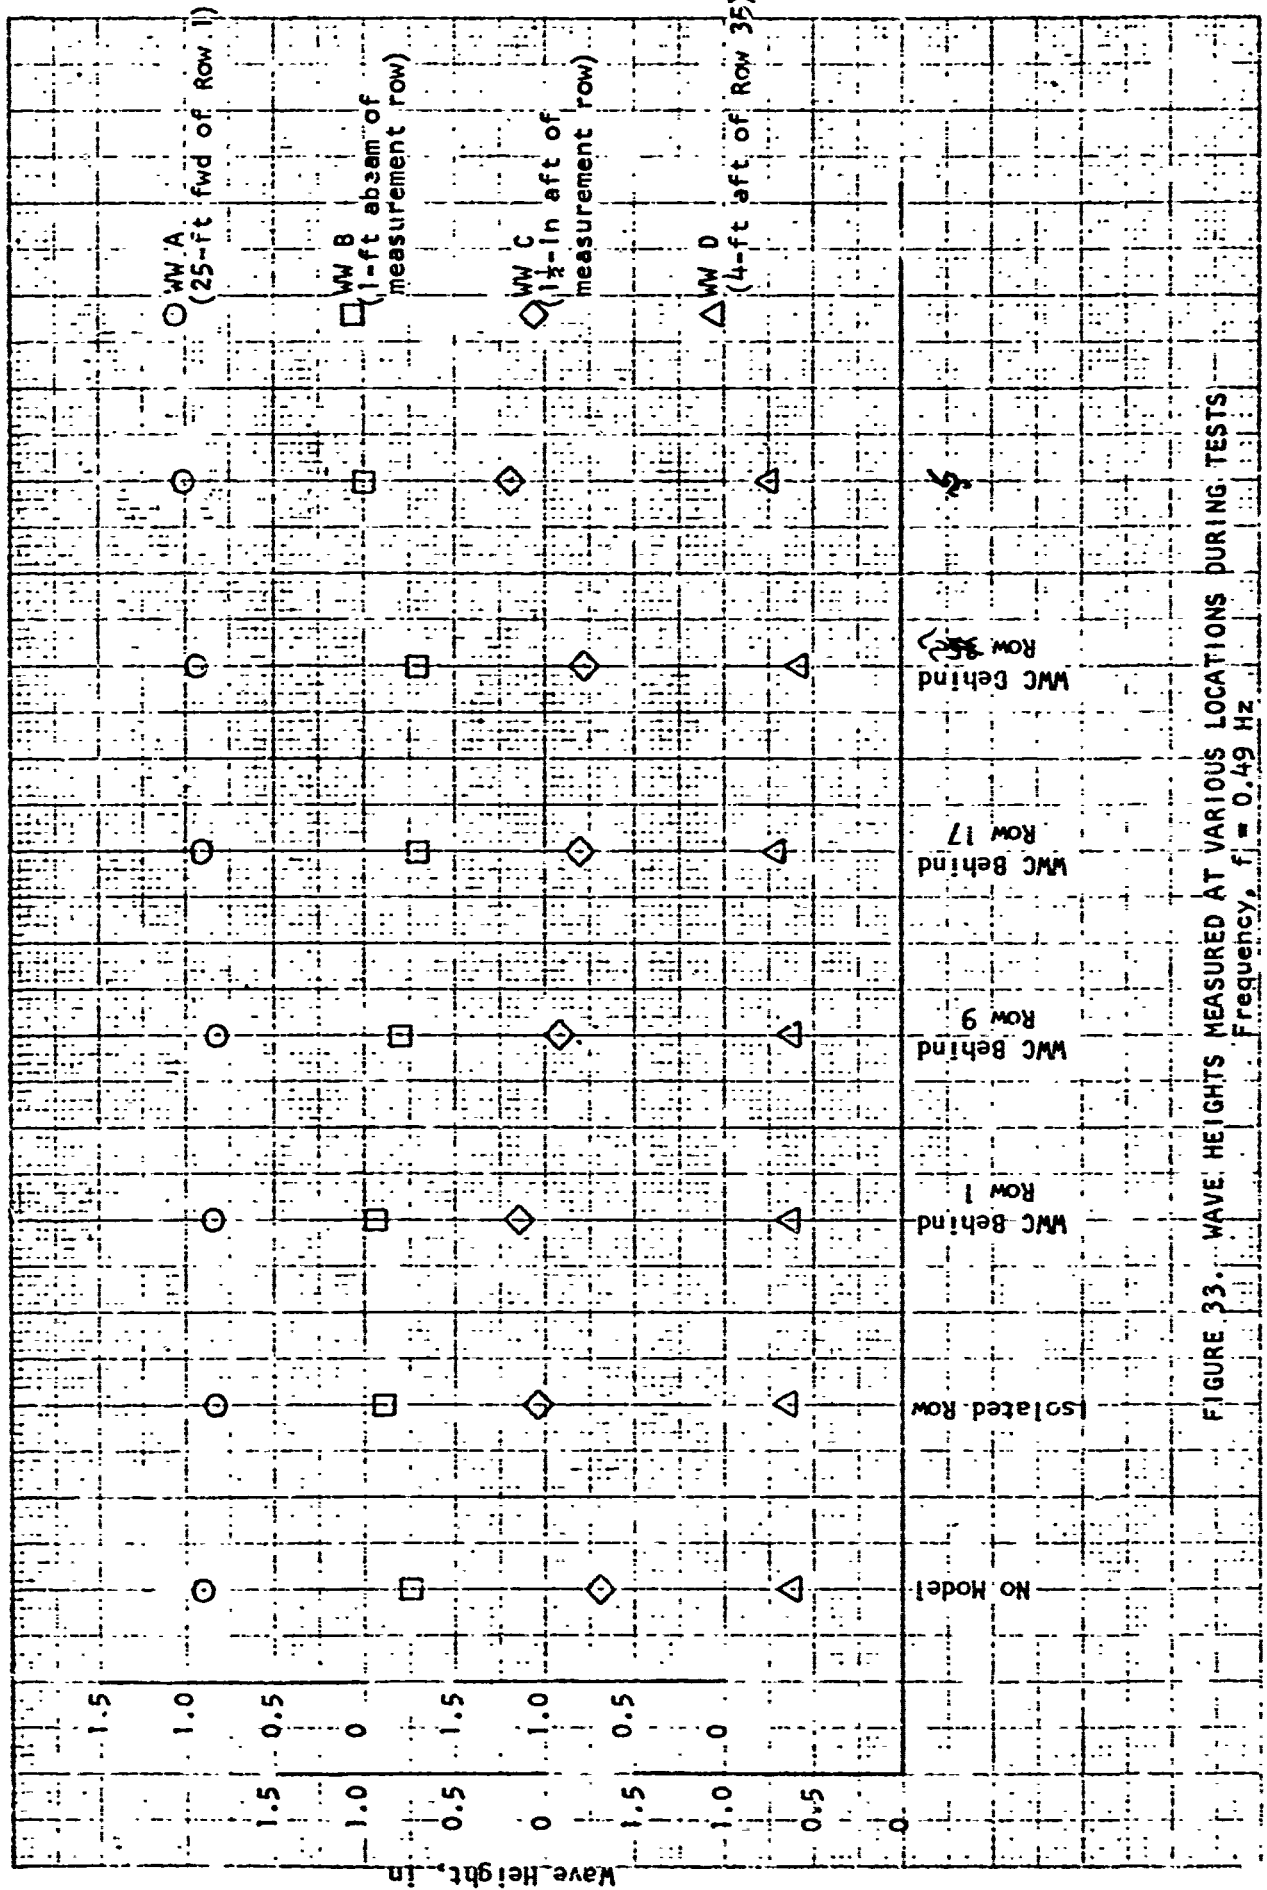 WW A
(25-ft fwd of Row 1)
WW B
(1-ft abeam of
measurement row)
WW C
(1½-in aft of
measurement row)
WW D
(4-ft aft of Row 35)
Wave Height, in
1.5
1.0
0.5
0
1.5
1.0
0.5
0
1.5
1.0
0.5
0
1.5
1.0
0.5
0
No Model
Isolated Row
WWC Behind
Row 1
WWC Behind
Row 9
WWC Behind
Row 17
WWC Behind
Row
FIGURE 33. WAVE HEIGHTS MEASURED AT VARIOUS LOCATIONS DURING TESTS
Frequency, f = 0.49 Hz